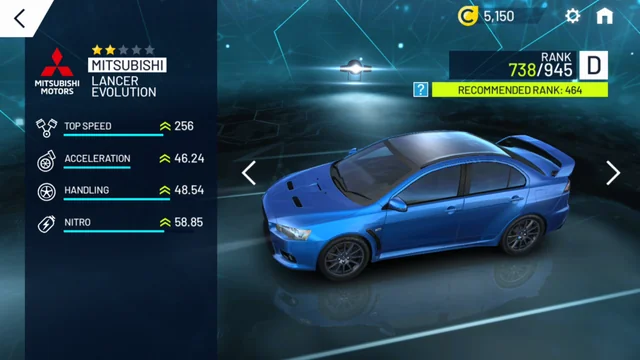 C 5,150
MITSUBISHI
MOTORS
MITSUBISHI
LANCER
EVOLUTION
RANK
738/945 D
? RECOMMENDED RANK: 464
TOP SPEED 256
ACCELERATION 46.24
HANDLING 48.54
NITRO 58.85